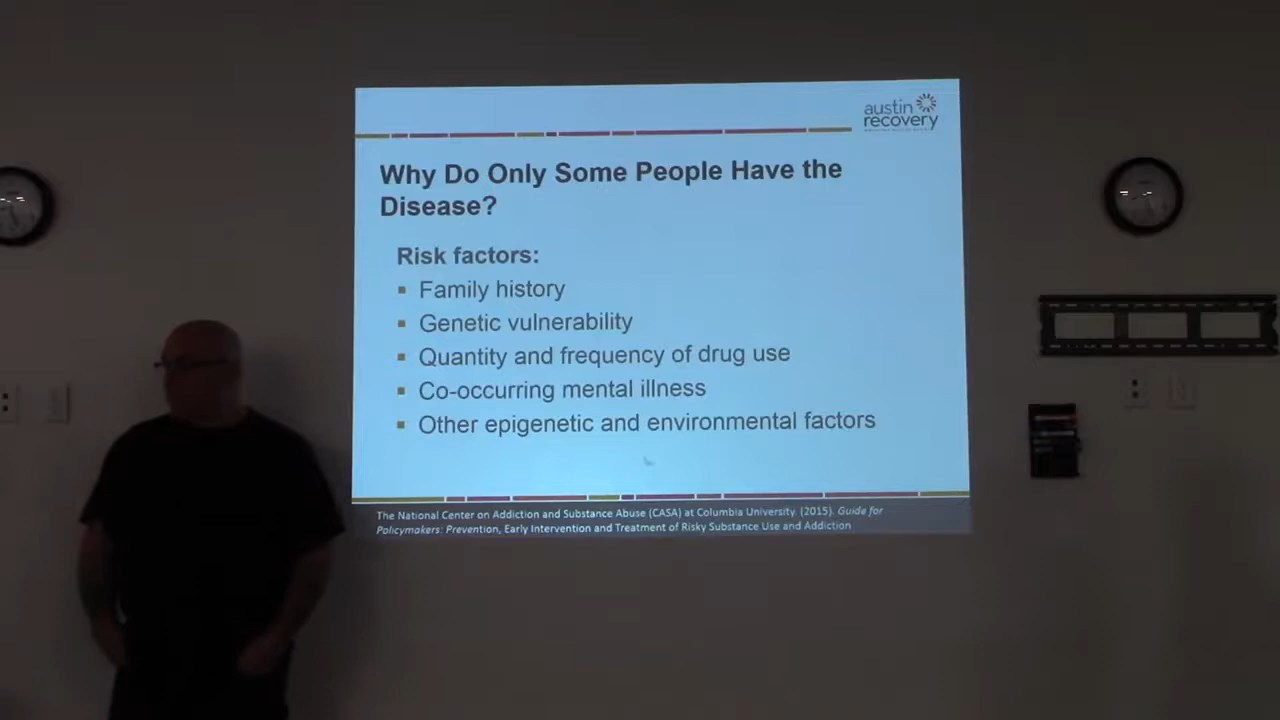 austin
recovery
Why Do Only Some People Have the
Disease?
Risk factors:
▪ Family history
▪ Genetic vulnerability
▪ Quantity and frequency of drug use
▪ Co-occurring mental illness
▪ Other epigenetic and environmental factors
The National Center on Addiction and Substance Abuse (CASA) at Columbia University. (2015). Guide for
Policymakers: Prevention, Early Intervention and Treatment of Risky Substance Use and Addiction